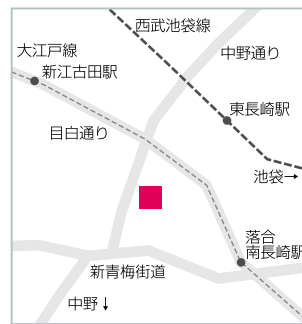 西武池袋線
大江戸線
中野通り
新江古田駅
東長崎駅
目白通り
池袋→
落合
南長崎駅
新青梅街道
中野↓